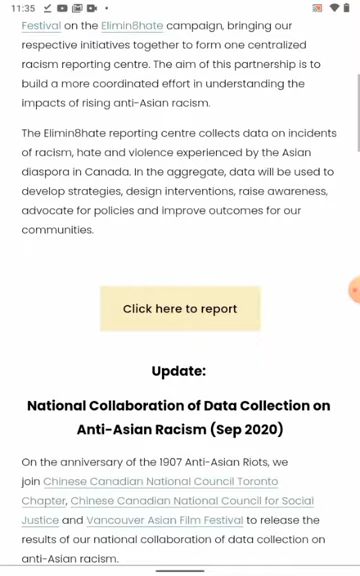 11:35
Festival on the Elimin8hate campaign, bringing our
respective initiatives together to form one centralized
racism reporting centre. The aim of this partnership is to
build a more coordinated effort in understanding the
impacts of rising anti-Asian racism.
The Elimin8hate reporting centre collects data on incidents
of racism, hate and violence experienced by the Asian
diaspora in Canada. In the aggregate, data will be used to
develop strategies, design interventions, raise awareness,
advocate for policies and improve outcomes for our
communities.
Click here to report
Update:
National Collaboration of Data Collection on
Anti-Asian Racism (Sep 2020)
On the anniversary of the 1907 Anti-Asian Riots, we
join Chinese Canadian National Council Toronto
Chapter, Chinese Canadian National Council for Social
Justice and Vancouver Asian Film Festival to release the
results of our national collaboration of data collection on
anti-asian racism.